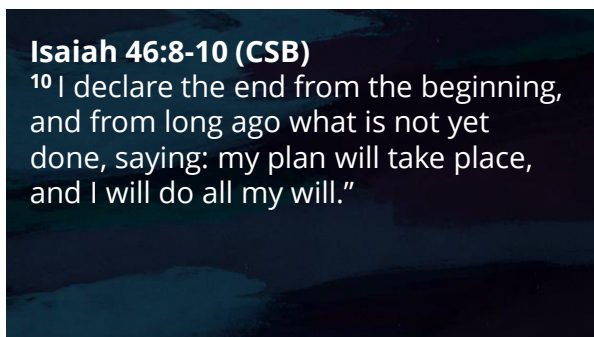 Isaiah 46:8-10 (CSB)
10 I declare the end from the beginning,
and from long ago what is not yet
done, saying: my plan will take place,
and I will do all my will.”